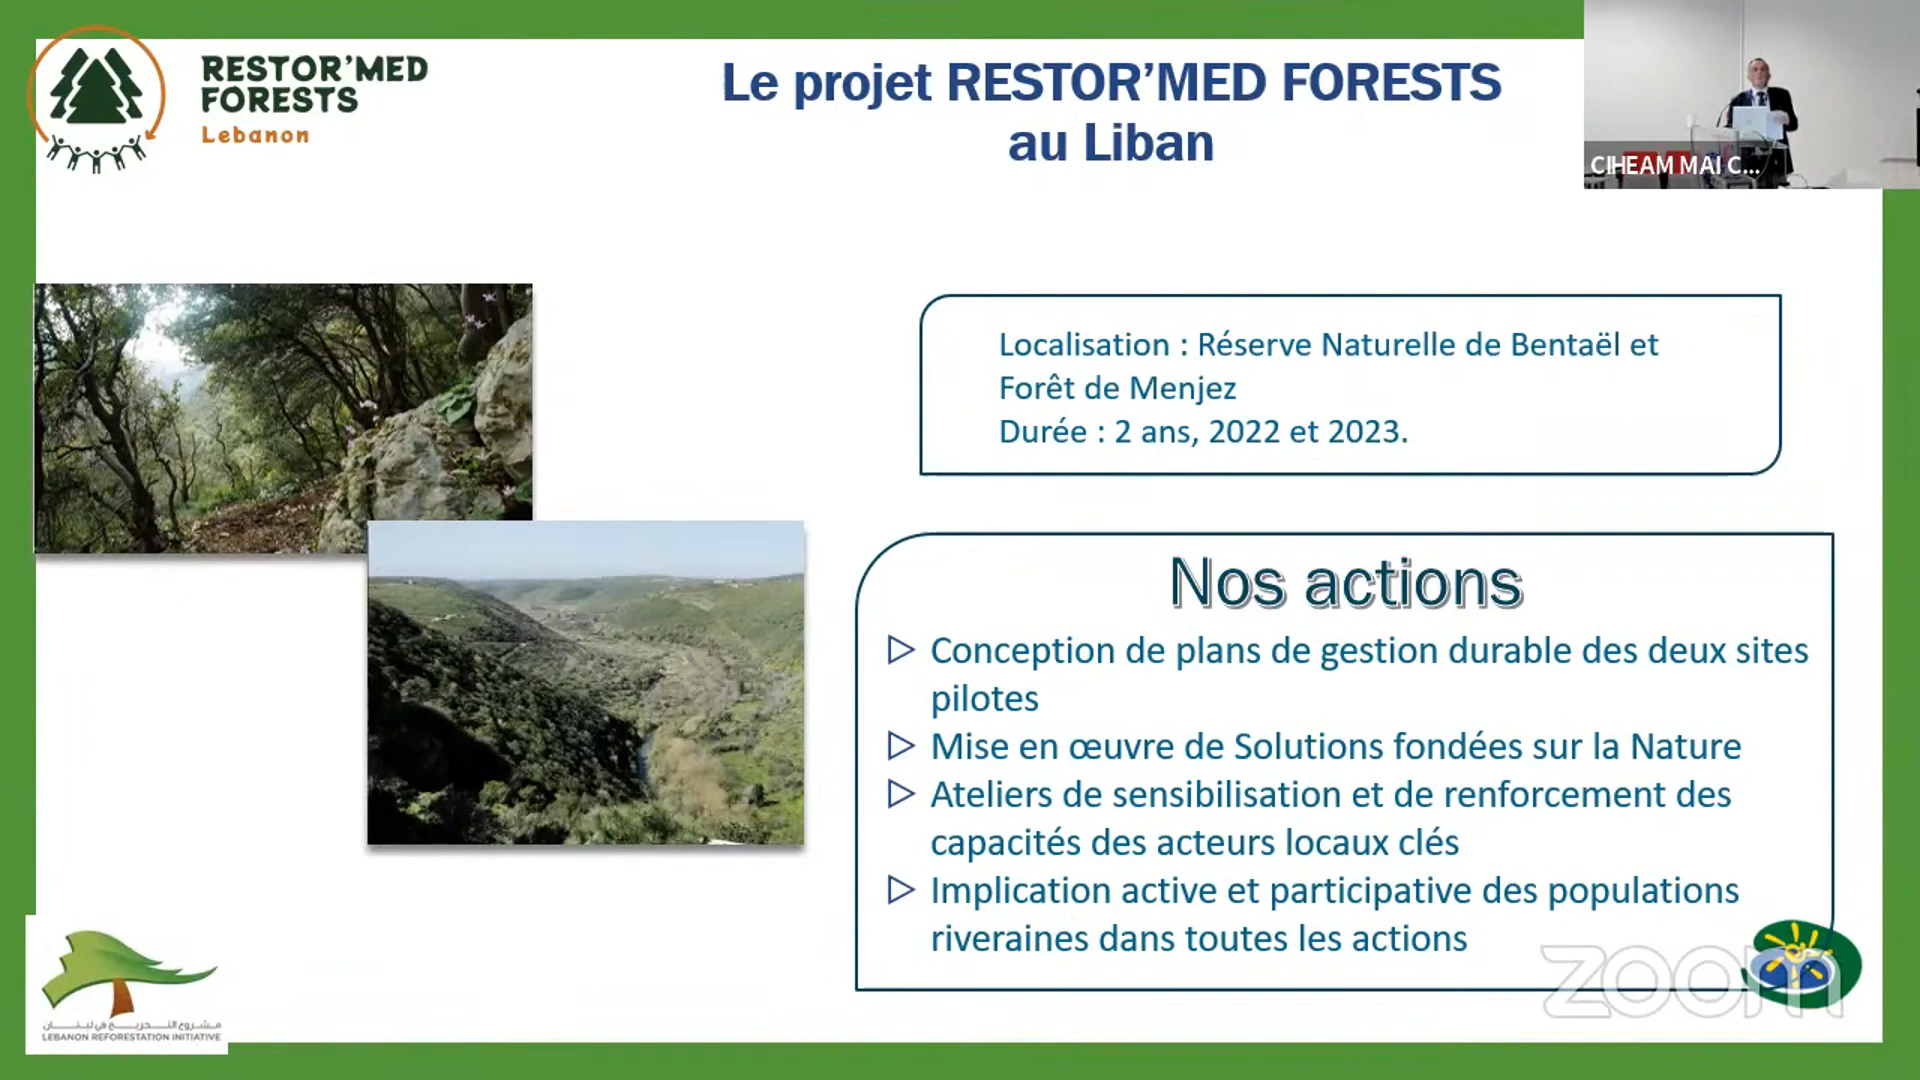 RESTOR'MED
FORESTS
Lebanon
Le projet RESTOR’MED FORESTS
au Liban
CIHEAM MAI C...
Localisation : Réserve Naturelle de Bentaël et
Forêt de Menjez
Durée : 2 ans, 2022 et 2023.
Nos actions
Conception de plans de gestion durable des deux sites
pilotes
Mise en œuvre de Solutions fondées sur la Nature
Ateliers de sensibilisation et de renforcement des
capacités des acteurs locaux clés
Implication active et participative des populations
riveraines dans toutes les actions
مشروع التحريج في لبنان
LEBANON REFORESTATION INITIATIVE
zoom